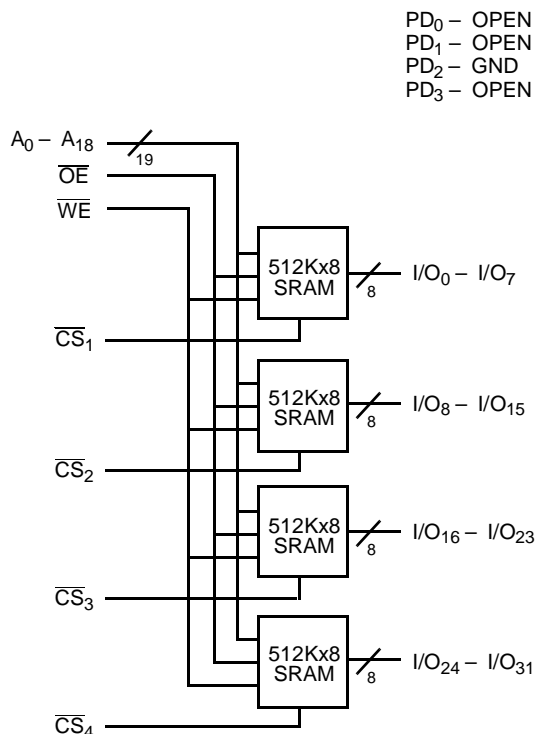 PD0 – OPEN
PD1 – OPEN
PD2 – GND
PD3 – OPEN
A0 – A18
19
OE
WE
512Kx8
SRAM
8
I/O0 – I/O7
CS1
512Kx8
SRAM
8
I/O8 – I/O15
CS2
512Kx8
SRAM
8
I/O16 – I/O23
CS3
512Kx8
SRAM
8
I/O24 – I/O31
CS4